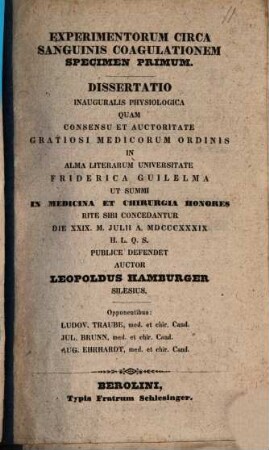 EXPERIMENTORUM CIRCA
SANGUINIS COAGULATIONEM
SPECIMEN PRIMUM.
DISSERTATIO
INAUGURALIS PHYSIOLOGICA
QUAM
CONSENSU ET AUCTORITATE
GRATIOSI MEDICORUM ORDINIS
IN
ALMA LITERARUM UNIVERSITATE
FRIDERICA GUILELMA
UT SUMMI
IN MEDICINA ET CHIRURGIA HONORES
RITE SIBI CONCEDANTUR
DIE XXIX. M. JULII A. MDCCCXXXIX
H. L. Q. S.
PUBLICE DEFENDET
AUCTOR
LEOPOLDUS HAMBURGER
SILESIUS.
Opponentibus:
LUDOV. TRAUBE, med. et chir. Cand.
JUL. BRUNN, med. et chir. Cand.
AUG. EHRHARDT, med. et chir. Cand.
BEROLINI,
Typis Fratrum Schlesinger.